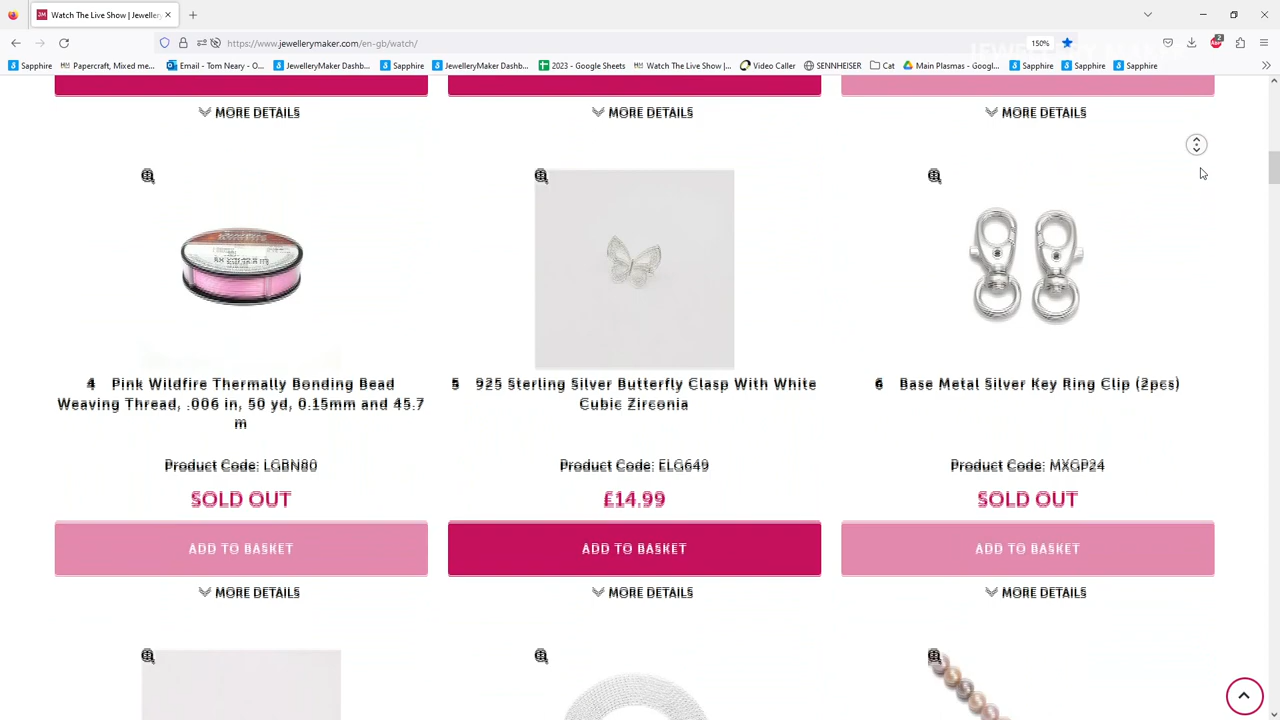 Watch The Live Show | Jewellery
https://www.jewellerymaker.com/en-gb/watch/
150%
2
Sapphire
Papercraft, Mixed me...
Email - Tom Neary - O...
JewelleryMaker Dashb...
Sapphire
JewelleryMaker Dashb...
2023 - Google Sheets
Watch The Live Show |...
Video Caller
SENNHEISER
Cat
Main Plasmas - Googl...
Sapphire
Sapphire
Sapphire
MORE DETAILS
MORE DETAILS
MORE DETAILS
4 Pink Wildfire Thermally Bonding Bead
Weaving Thread, .006 in, 50 yd, 0.15mm and 45.7
m
Product Code: LGBN80
SOLD OUT
ADD TO BASKET
MORE DETAILS
5 925 Sterling Silver Butterfly Clasp With White
Cubic Zirconia
Product Code: ELG649
£14.99
ADD TO BASKET
MORE DETAILS
6 Base Metal Silver Key Ring Clip (2pcs)
Product Code: MXGP24
SOLD OUT
ADD TO BASKET
MORE DETAILS